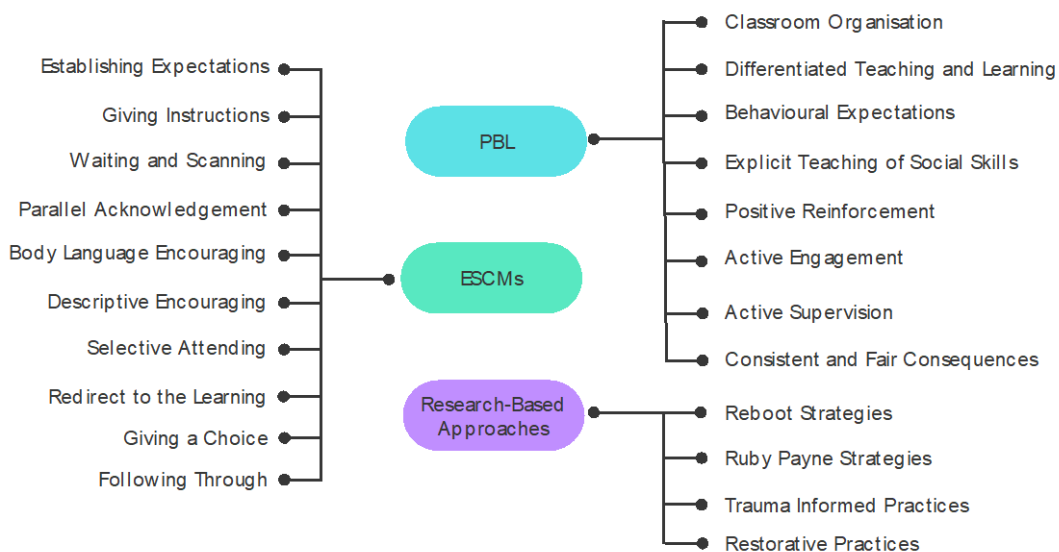 Establishing Expectations
Giving Instructions
Waiting and Scanning
Parallel Acknowledgement
Body Language Encouraging
Descriptive Encouraging
Selective Attending
Redirect to the Learning
Giving a Choice
Following Through
PBL
ESCMs
Research-Based
Approaches
Classroom Organisation
Differentiated Teaching and Learning
Behavioural Expectations
Explicit Teaching of Social Skills
Positive Reinforcement
Active Engagement
Active Supervision
Consistent and Fair Consequences
Reboot Strategies
Ruby Payne Strategies
Trauma Informed Practices
Restorative Practices